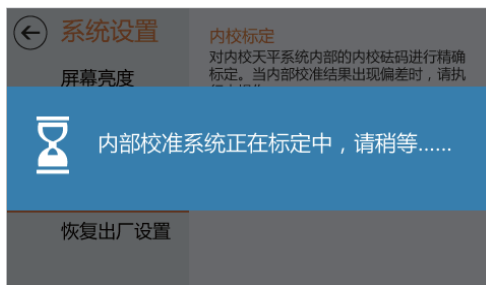 系统设置
屏幕亮度
恢复出厂设置
内校标定
对内校天平系统内部的内校砝码进行精确
标定。当内部校准结果出现偏差时，请执
内部校准系统正在标定中，请稍等......